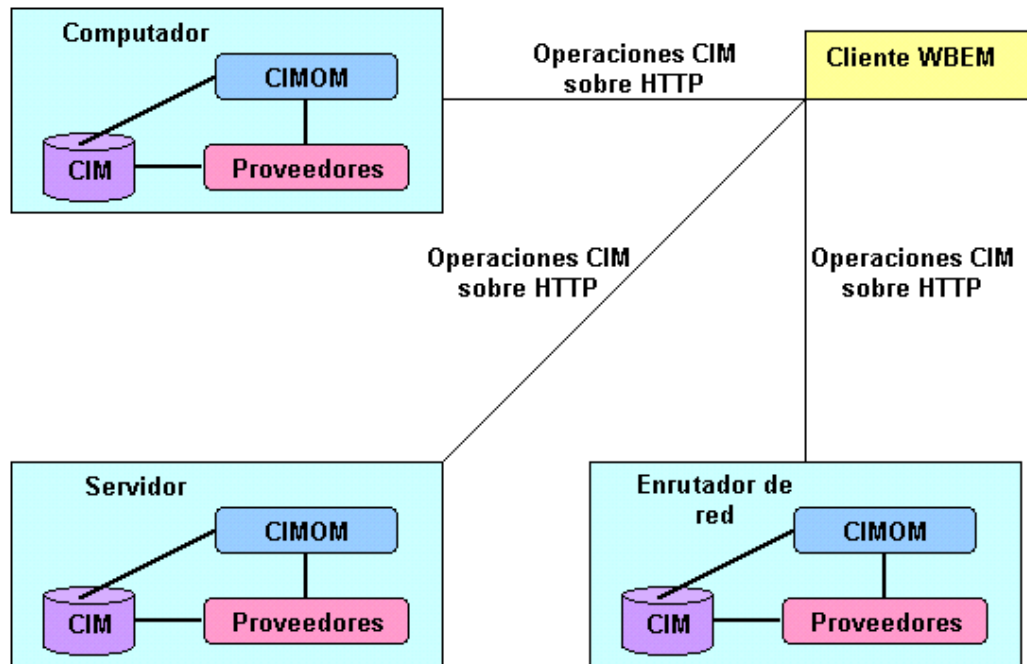 Computador
CIMOM
CIM
Proveedores
Operaciones CIM
sobre HTTP
Cliente WBEM
Operaciones CIM
sobre HTTP
Operaciones CIM
sobre HTTP
Servidor
CIMOM
CIM
Proveedores
Enrutador de
red
CIMOM
CIM
Proveedores